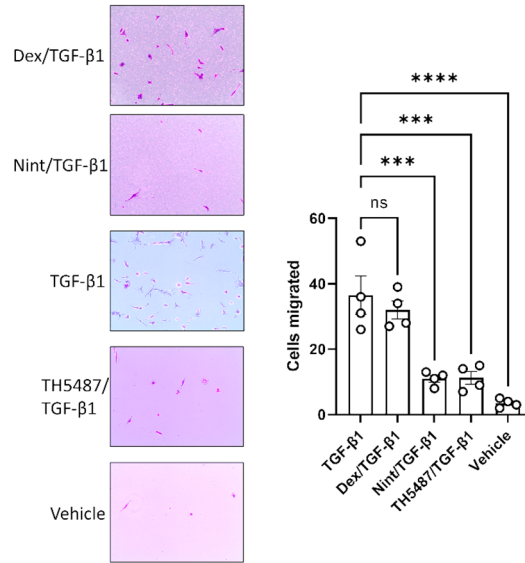 Dex/TGF-β1
Nint/TGF-β1
TGF-β1
TH5487/
TGF-β1
Vehicle
****
***
***
ns
60
40
20
0
Cells migrated
TGF-β1
Dex/TGF-β1
Nint/TGF-β1
TH5487/TGF-β1
Vehicle